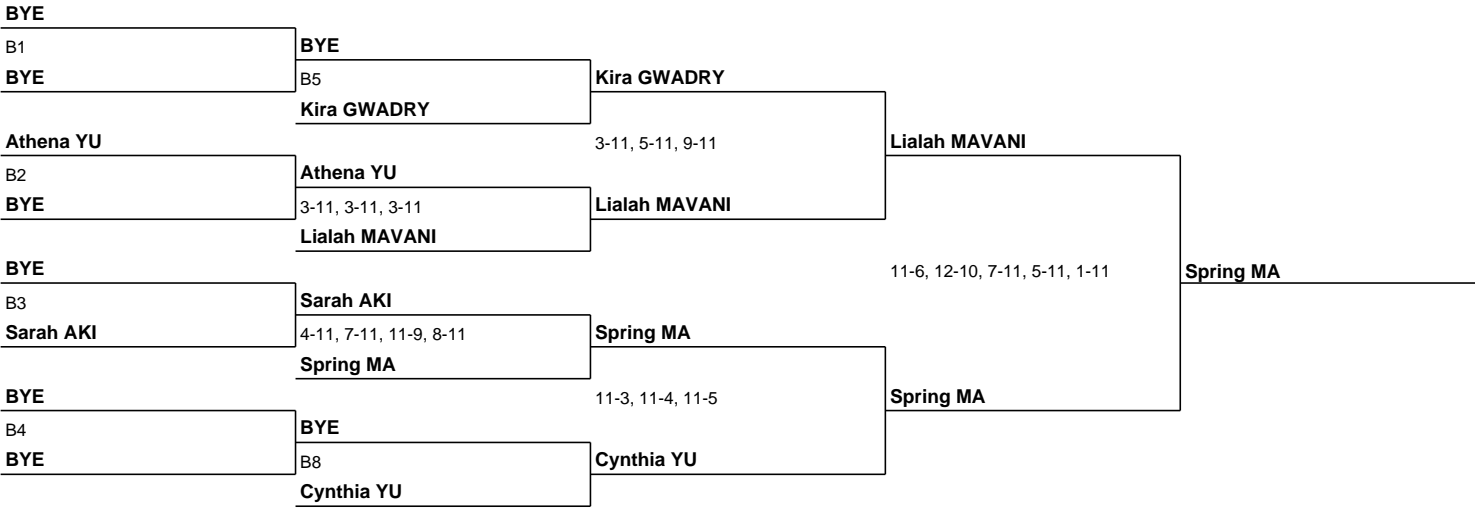 BYE
B1
BYE
BYE
B5
Kira GWADRY
Kira GWADRY
Athena YU
3-11, 5-11, 9-11
Lialah MAVANI
B2
Athena YU
BYE
3-11, 3-11, 3-11
Lialah MAVANI
Lialah MAVANI
BYE
11-6, 12-10, 7-11, 5-11, 1-11
Spring MA
B3
Sarah AKI
Sarah AKI
4-11, 7-11, 11-9, 8-11
Spring MA
Spring MA
BYE
11-3, 11-4, 11-5
Spring MA
B4
BYE
BYE
B8
Cynthia YU
Cynthia YU